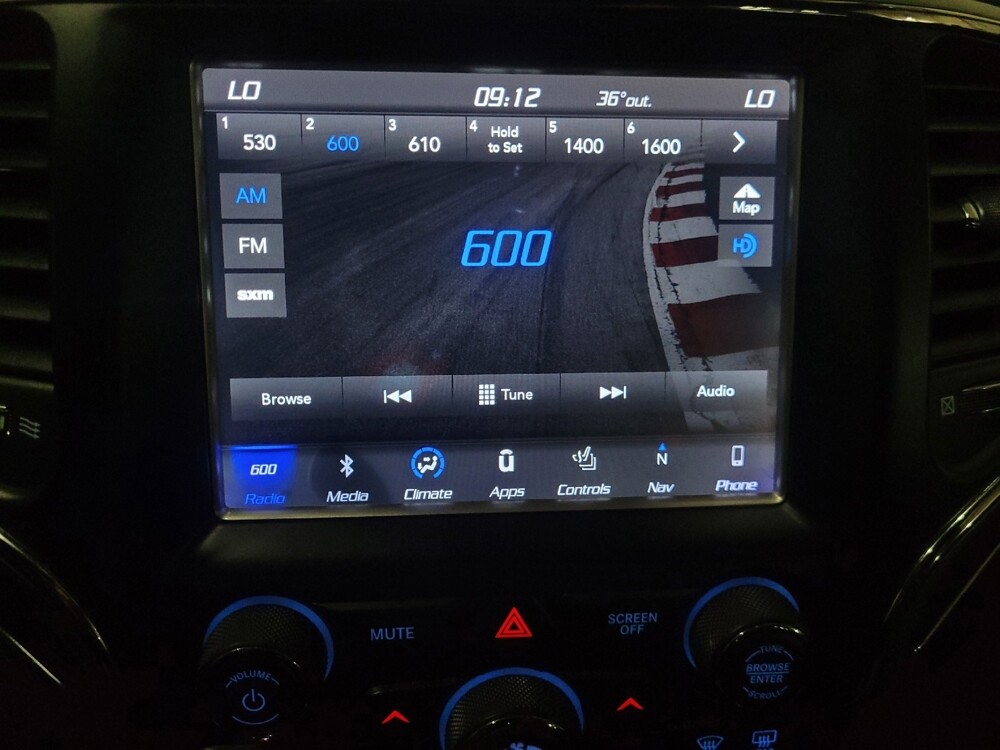 LO 09:12 36°out. LO
1 2 3 4 5 6
530 600 610 Hold to Set 1400 1600
AM
FM
sxm
600
Map
HD
Browse Tune Audio
600 N
Radio Media Climate Apps Controls Nav Phone
MUTE
SCREEN
OFF
VOLUME
TUNE
BROWSE
ENTER
SCROLL